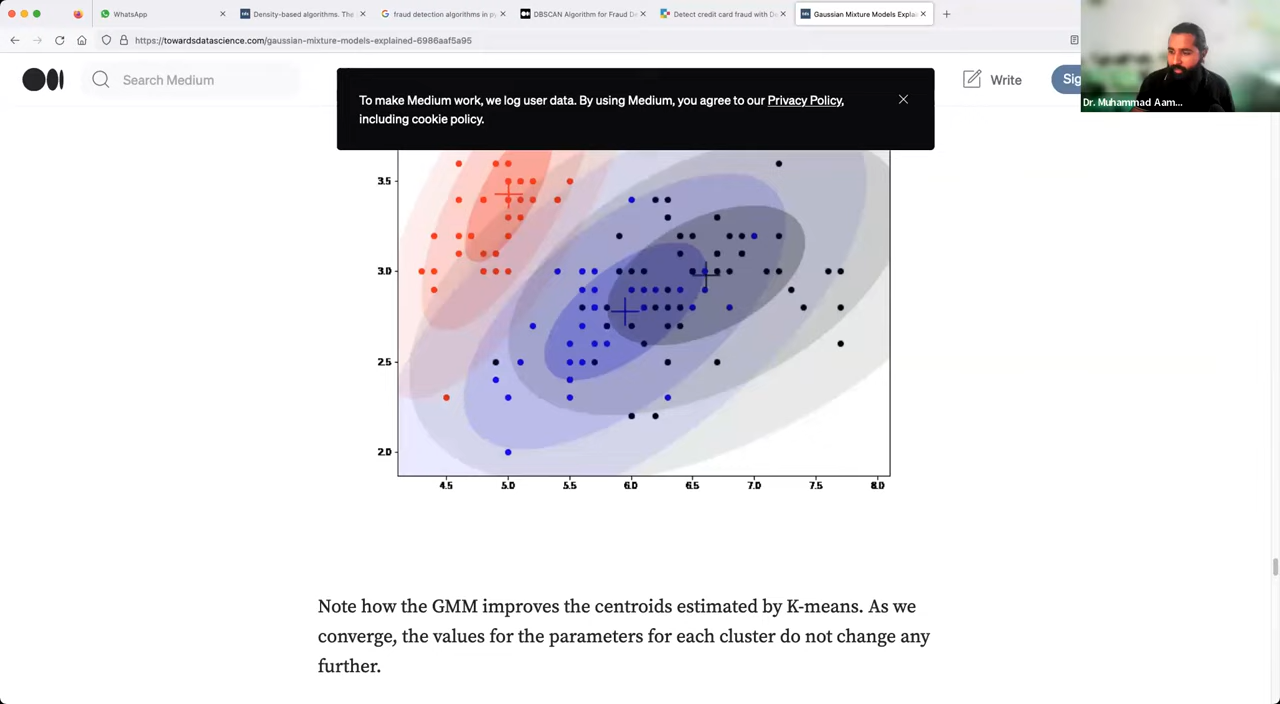 WhatsApp
Density-based algorithms. The
fraud detection algorithms in py
DBSCAN Algorithm for Fraud De
Detect credit card fraud with De
Gaussian Mixture Models Expla
https://towardsdatascience.com/gaussian-mixture-models-explained-6986aaf5a95
Search Medium
Write
Sig
To make Medium work, we log user data. By using Medium, you agree to our Privacy Policy,
including cookie policy.
Dr. Muhammad Aam...
3.5
3.0
2.5
2.0
4.5 5.0 5.5 6.0 6.5 7.0 7.5 8.0
Note how the GMM improves the centroids estimated by K-means. As we
converge, the values for the parameters for each cluster do not change any
further.